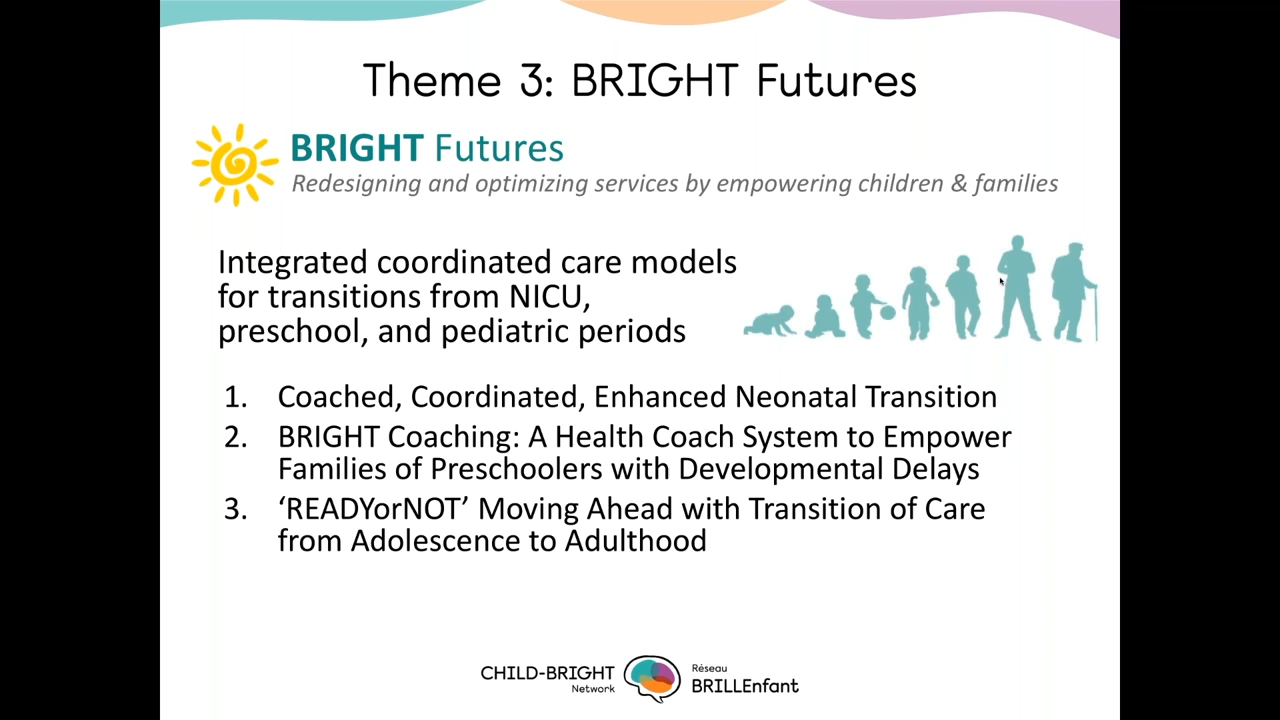 Theme 3: BRIGHT Futures
BRIGHT Futures
Redesigning and optimizing services by empowering children & families
Integrated coordinated care models
for transitions from NICU,
preschool, and pediatric periods
1. Coached, Coordinated, Enhanced Neonatal Transition
2. BRIGHT Coaching: A Health Coach System to Empower
Families of Preschoolers with Developmental Delays
3. ‘READYorNOT’ Moving Ahead with Transition of Care
from Adolescence to Adulthood
CHILD-BRIGHT
Network
Réseau
BRILLEnfant